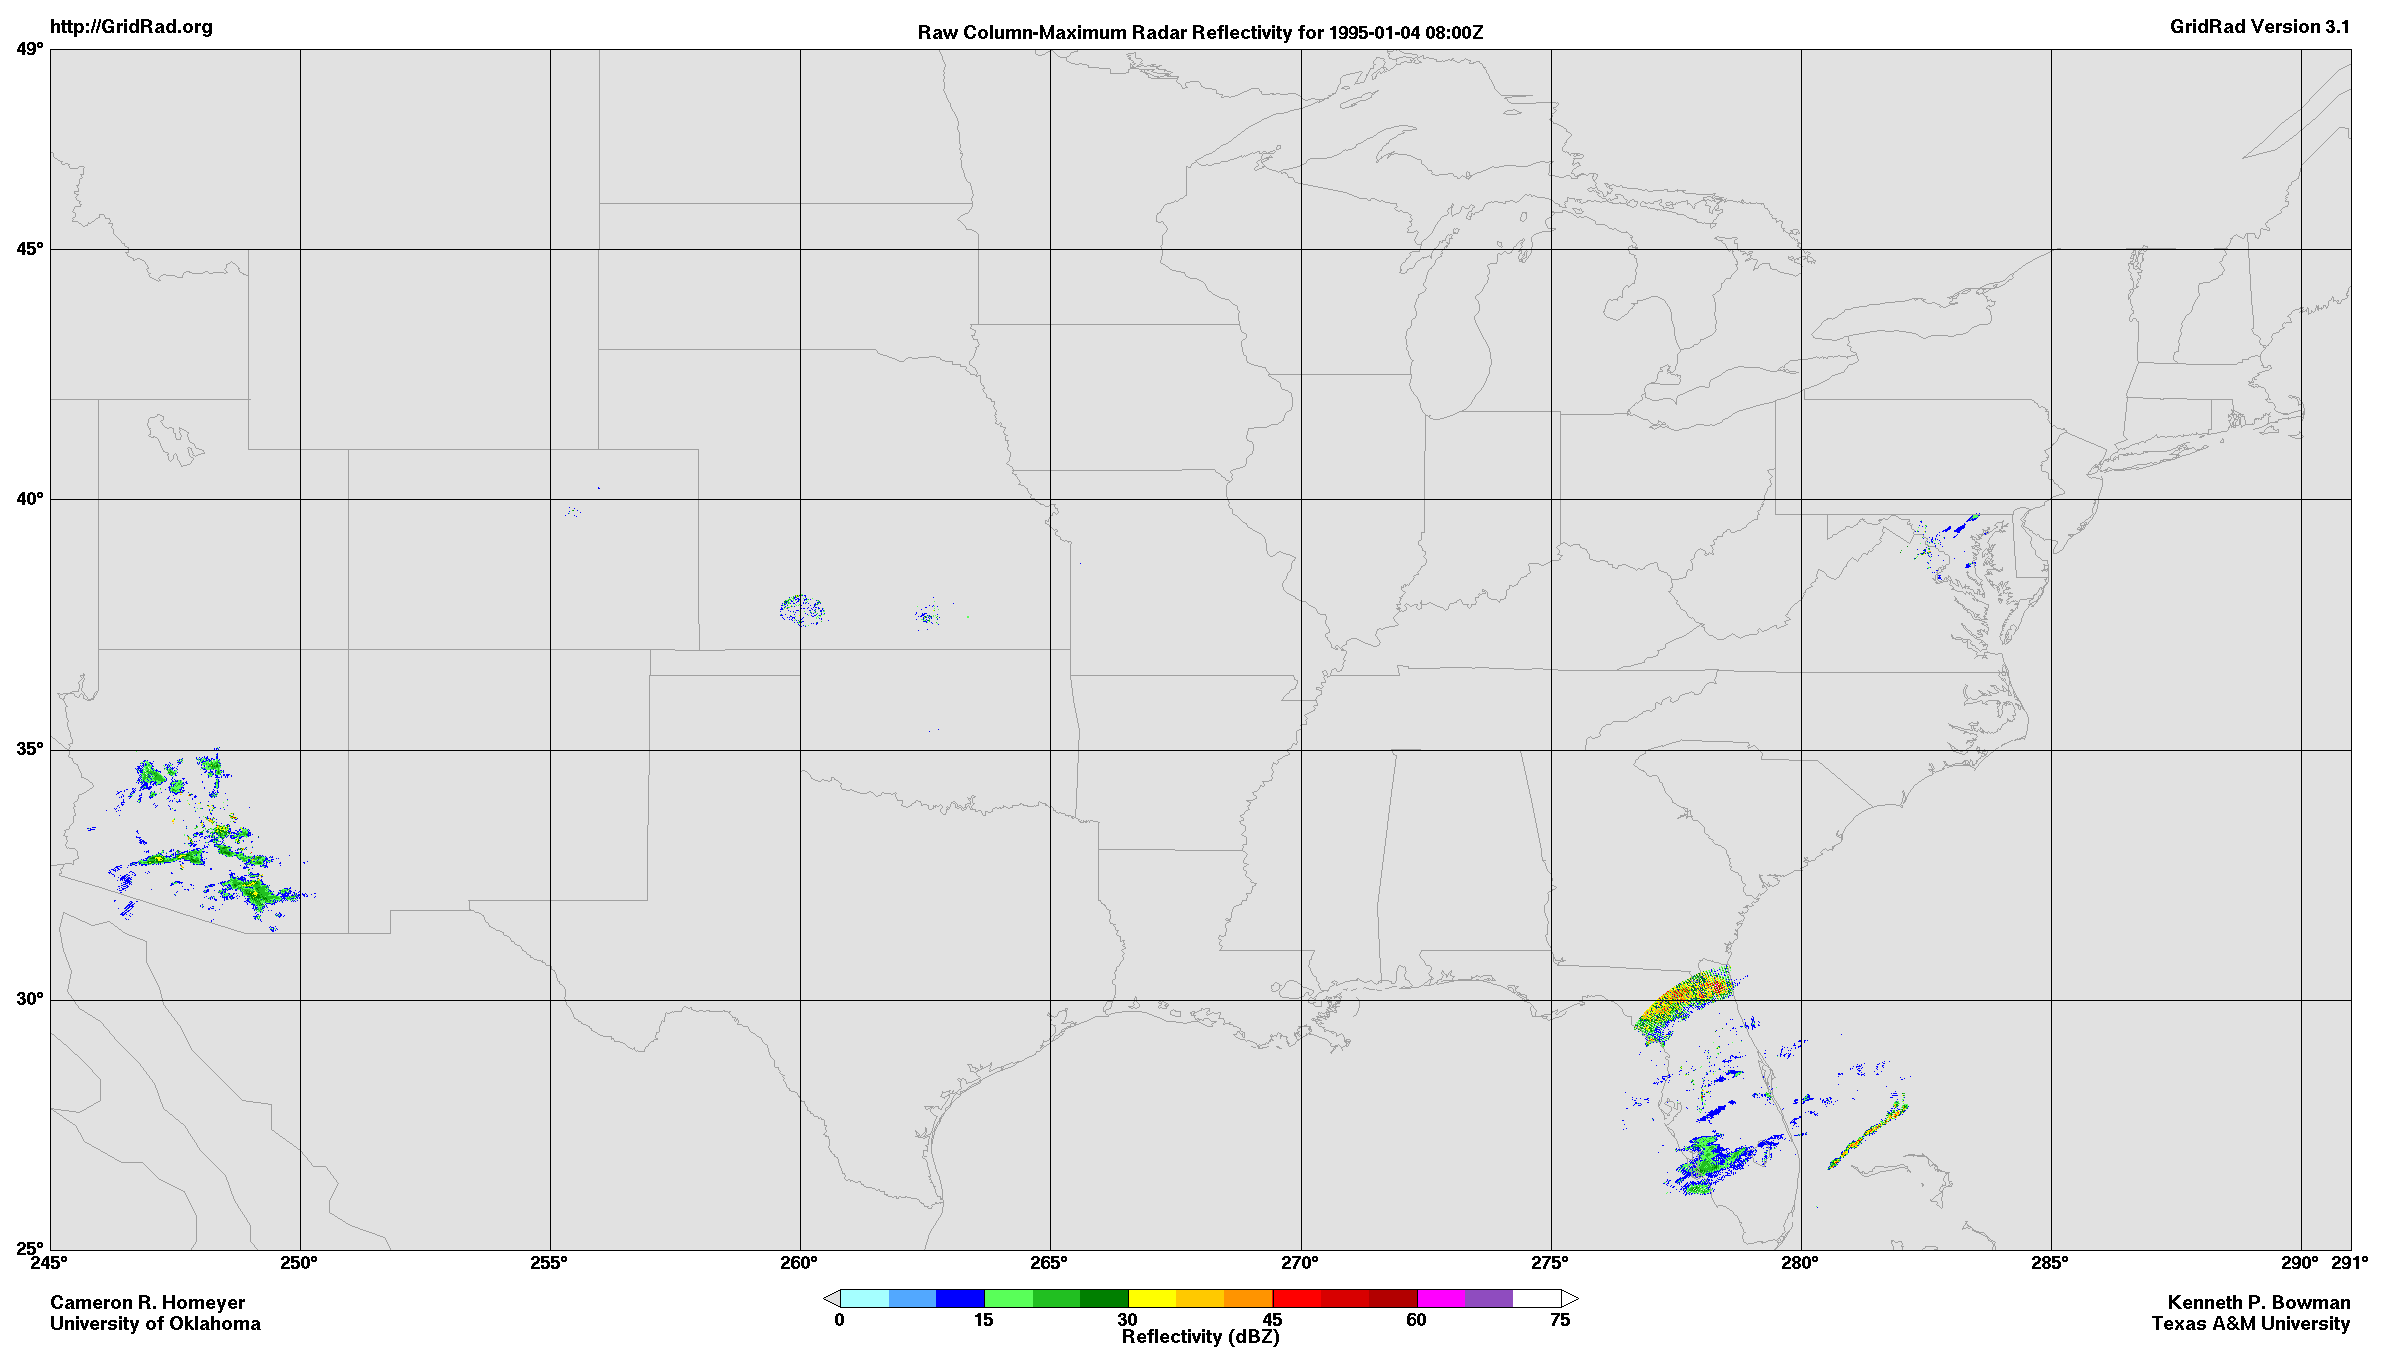 http://GridRad.org
Raw Column-Maximum Radar Reflectivity for 1995-01-04 08:00Z
GridRad Version 3.1
49°
45°
40°
35°
30°
25°
245° 250° 255° 260° 265° 270° 275° 280° 285° 290° 291°
0 15 30 45 60 75
Reflectivity (dBZ)
Cameron R. Homeyer
University of Oklahoma
Kenneth P. Bowman
Texas A&M University